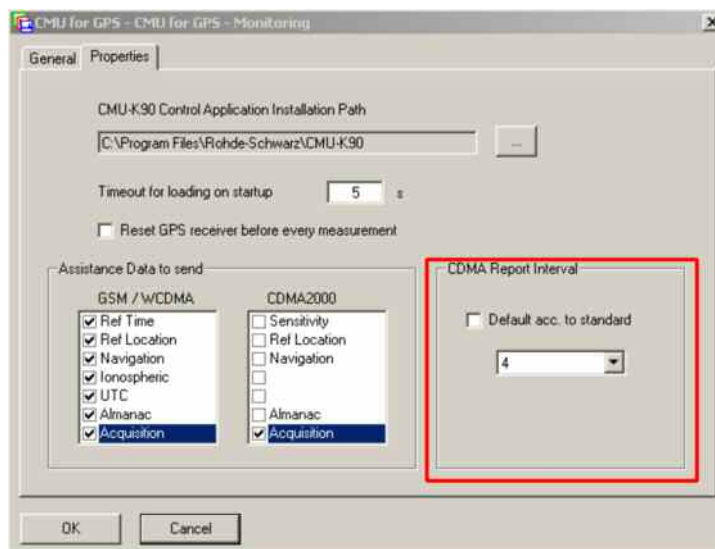 CMU for GPS - CMU for GPS - Monitoring
General Properties
CMU-K90 Control Application Installation Path
C:\Program Files\Rohde-Schwarz\CMU-K90 ...
Timeout for loading on startup 5 s
Reset GPS receiver before every measurement
Assistance Data to send
GSM / WCDMA
Ref Time
Ref Location
Navigation
Ionospheric
UTC
Almanac
Acquisition
CDMA2000
Sensitivity
Ref Location
Navigation
Almanac
Acquisition
CDMA Report Interval
Default acc. to standard
4
OK Cancel